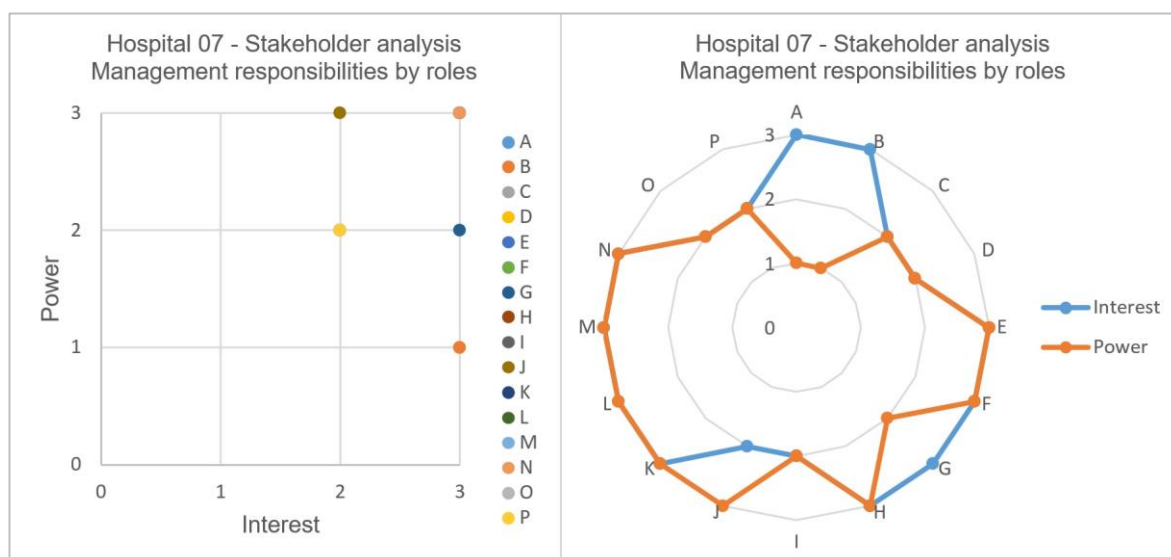 Hospital 07 - Stakeholder analysis
Management responsibilities by roles
3
2
1
0
0
1
2
3
Power
Interest
A
B
C
D
E
F
G
H
I
J
K
L
M
N
O
P
Hospital 07 - Stakeholder analysis
Management responsibilities by roles
A
B
C
D
E
F
G
H
I
J
K
L
M
N
O
P
3
2
1
0
Interest
Power